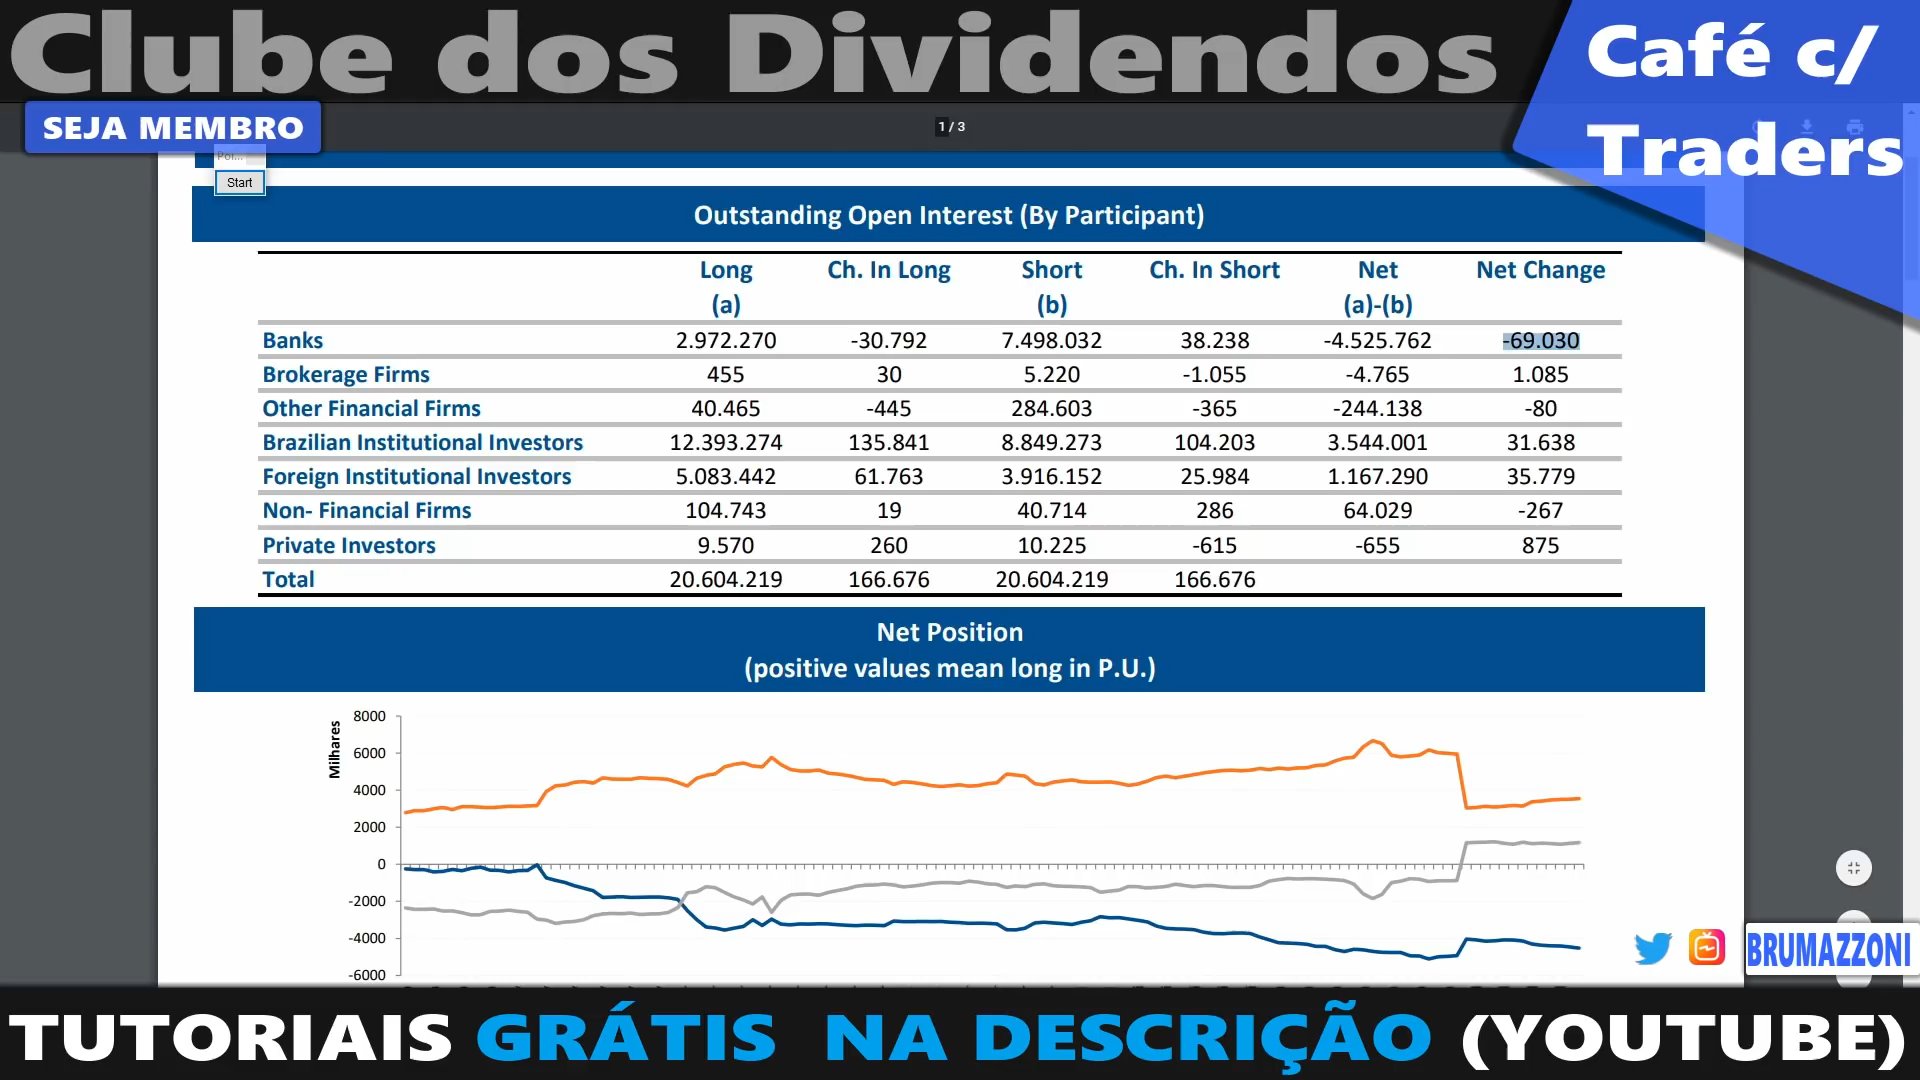 Clube dos Dividendos
Café c/
Traders
SEJA MEMBRO
1 / 3
Poi...
Start
Outstanding Open Interest (By Participant)
Long Ch. In Long Short Ch. In Short Net Net Change
(a) (b) (a)-(b)
Banks 2.972.270 -30.792 7.498.032 38.238 -4.525.762 -69.030
Brokerage Firms 455 30 5.220 -1.055 -4.765 1.085
Other Financial Firms 40.465 -445 284.603 -365 -244.138 -80
Brazilian Institutional Investors 12.393.274 135.841 8.849.273 104.203 3.544.001 31.638
Foreign Institutional Investors 5.083.442 61.763 3.916.152 25.984 1.167.290 35.779
Non- Financial Firms 104.743 19 40.714 286 64.029 -267
Private Investors 9.570 260 10.225 -615 -655 875
Total 20.604.219 166.676 20.604.219 166.676
Net Position
(positive values mean long in P.U.)
Milhares
8000
6000
4000
2000
0
-2000
-4000
-6000
BRUMAZZONI
TUTORIAIS GRÁTIS NA DESCRIÇÃO (YOUTUBE)